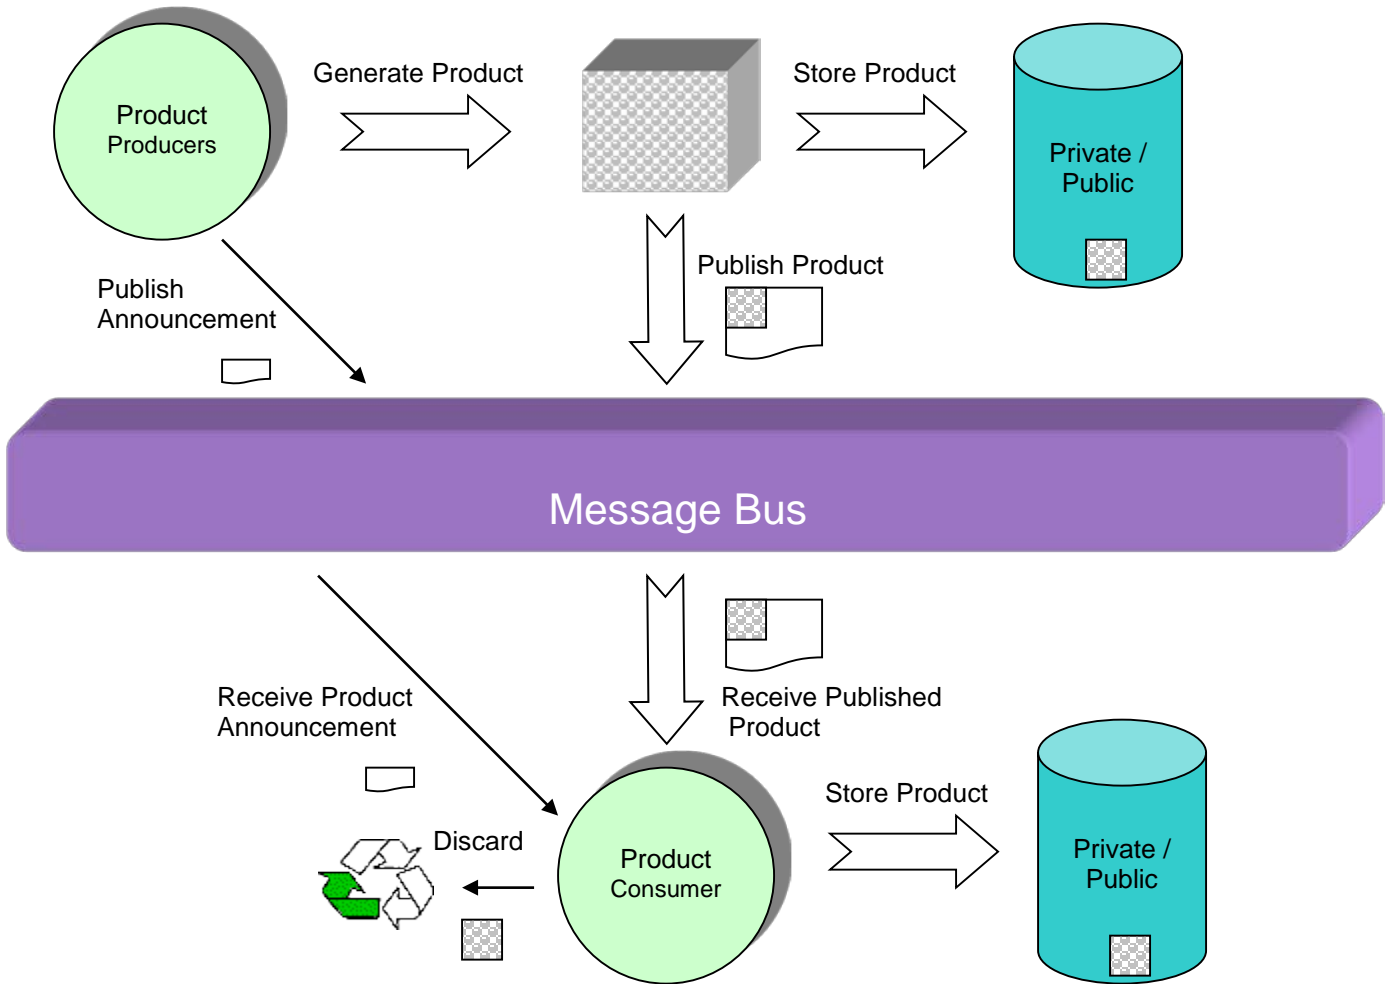 Generate Product
Store Product
Product
Producers
Private /
Public
Publish Product
Publish
Announcement
Message Bus
Receive Product
Announcement
Receive Published
Product
Store Product
Discard
Product
Consumer
Private /
Public